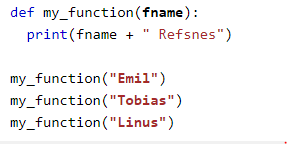 def my_function(fname):
  print(fname + " Refsnes")

my_function("Emil")
my_function("Tobias")
my_function("Linus")